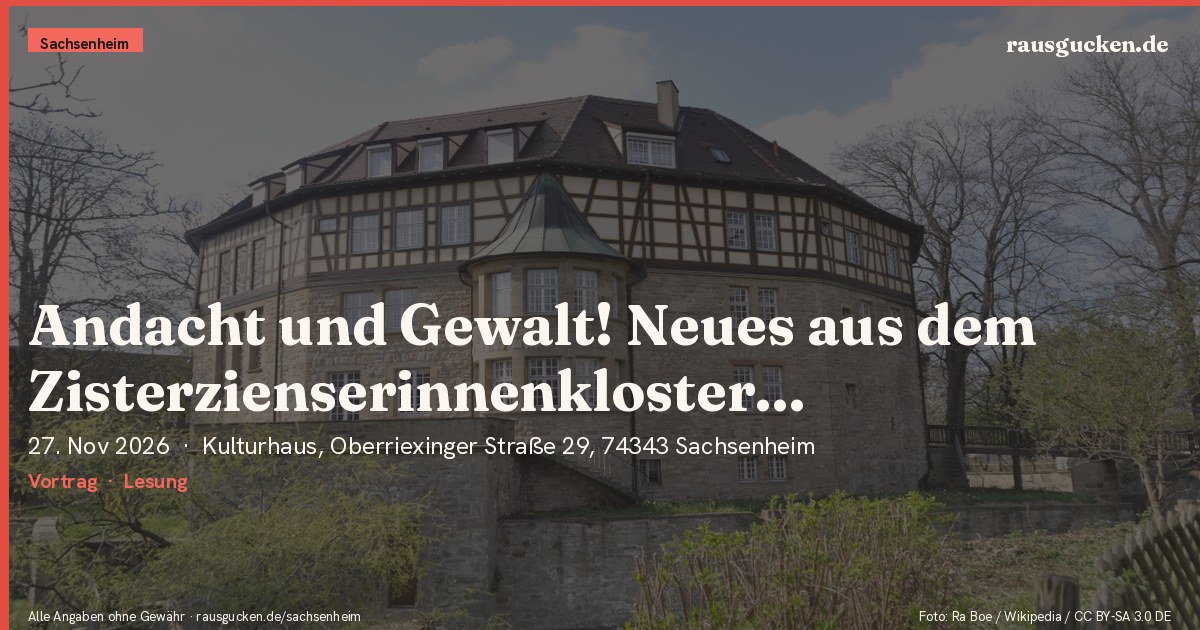 Sachsenheim
rausgucken.de
Andacht und Gewalt! Neues aus dem
Zisterzienserinnenkloster...
27. Nov 2026 · Kulturhaus, Oberriexinger Straße 29, 74343 Sachsenheim
Vortrag · Lesung
Alle Angaben ohne Gewähr · rausgucken.de/sachsenheim
Foto: Ra Boe / Wikipedia / CC BY-SA 3.0 DE